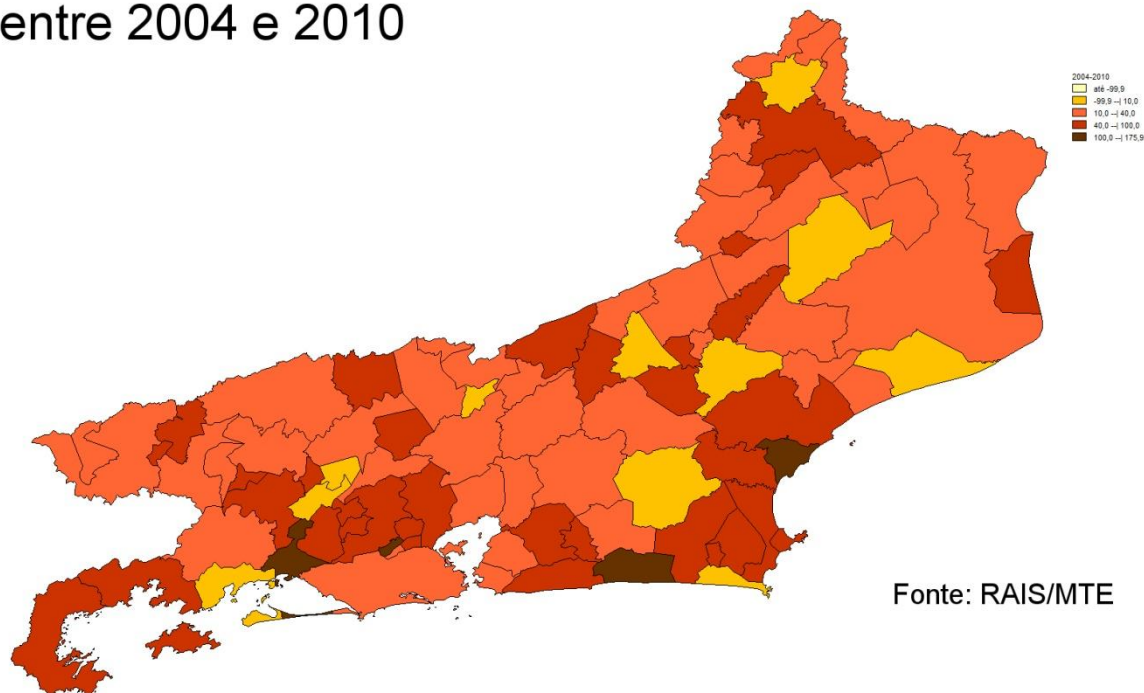 entre 2004 e 2010
2004-2010
até -99,9
-99,9 --| 10,0
10,0 --| 40,0
40,0 --| 100,0
100,0 --| 175,9
Fonte: RAIS/MTE